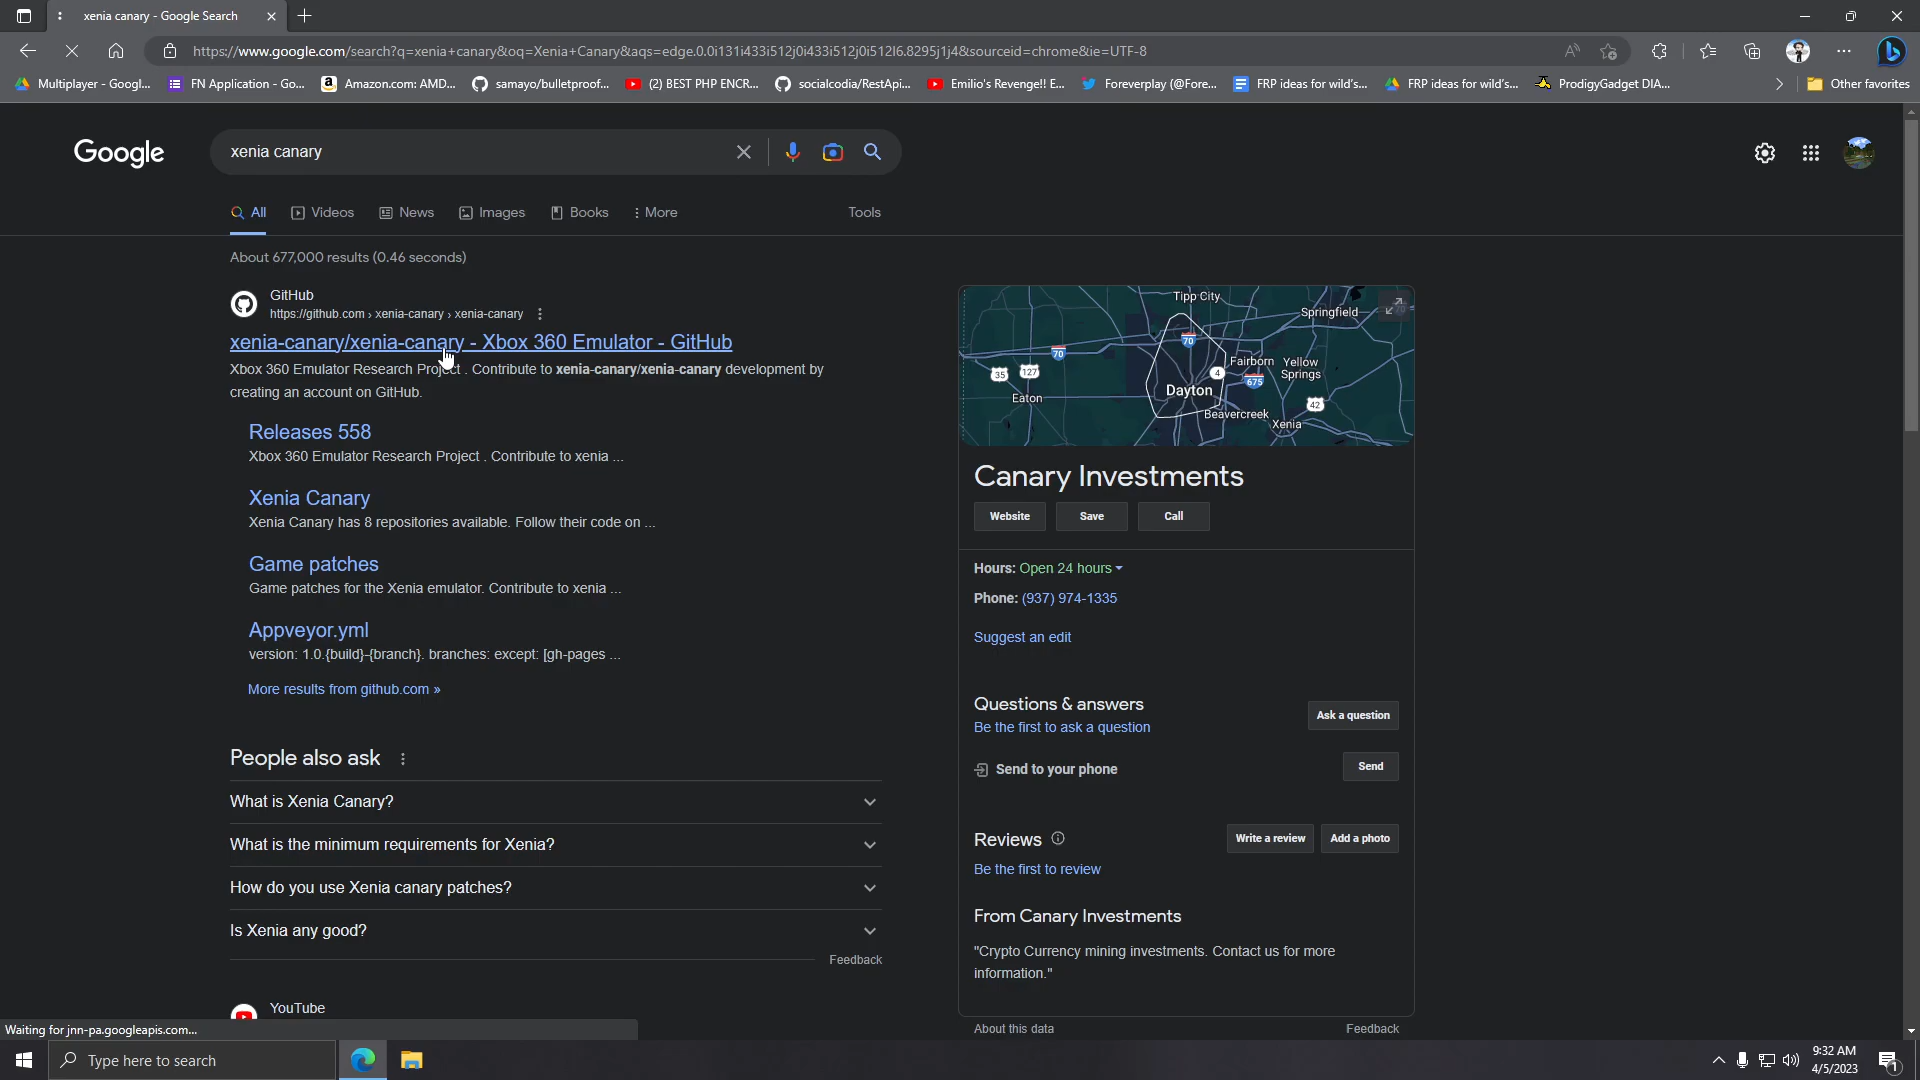 xenia canary - Google Search
https://www.google.com/search?q=xenia+canary&oq=Xenia+Canary&aqs=edge.0.0i131i433i512j0i433i512j0i512l6.8295j1j4&sourceid=chrome&ie=UTF-8
Multiplayer - Googl... FN Application - Go... Amazon.com: AMD... samayo/bulletproof... (2) BEST PHP ENCR... socialcodia/RestApi... Emilio's Revenge!! E... Foreverplay (@Fore... FRP ideas for wild's... FRP ideas for wild's... ProdigyGadget DIA... Other favorites
Google
xenia canary
All Videos News Images Books More Tools
About 677,000 results (0.46 seconds)
GitHub
https://github.com › xenia-canary › xenia-canary
xenia-canary/xenia-canary - Xbox 360 Emulator - GitHub
Xbox 360 Emulator Research Project . Contribute to xenia-canary/xenia-canary development by
creating an account on GitHub.
Releases 558
Xbox 360 Emulator Research Project . Contribute to xenia ...
Xenia Canary
Xenia Canary has 8 repositories available. Follow their code on ...
Game patches
Game patches for the Xenia emulator. Contribute to xenia ...
Appveyor.yml
version: 1.0.{build}-{branch}. branches: except: [gh-pages ...
More results from github.com »
People also ask
What is Xenia Canary?
What is the minimum requirements for Xenia?
How do you use Xenia canary patches?
Is Xenia any good?
Feedback
YouTube
Tipp City
Springfield
70
70
70
Fairborn
Yellow
Springs
35
127
4
675
Dayton
Eaton
42
Beavercreek
Xenia
Canary Investments
Website Save Call
Hours: Open 24 hours
Phone: (937) 974-1335
Suggest an edit
Questions & answers
Be the first to ask a question
Ask a question
Send to your phone
Send
Reviews
Write a review Add a photo
Be the first to review
From Canary Investments
"Crypto Currency mining investments. Contact us for more
information."
About this data Feedback
Waiting for jnn-pa.googleapis.com...
Type here to search
9:32 AM
4/5/2023
1